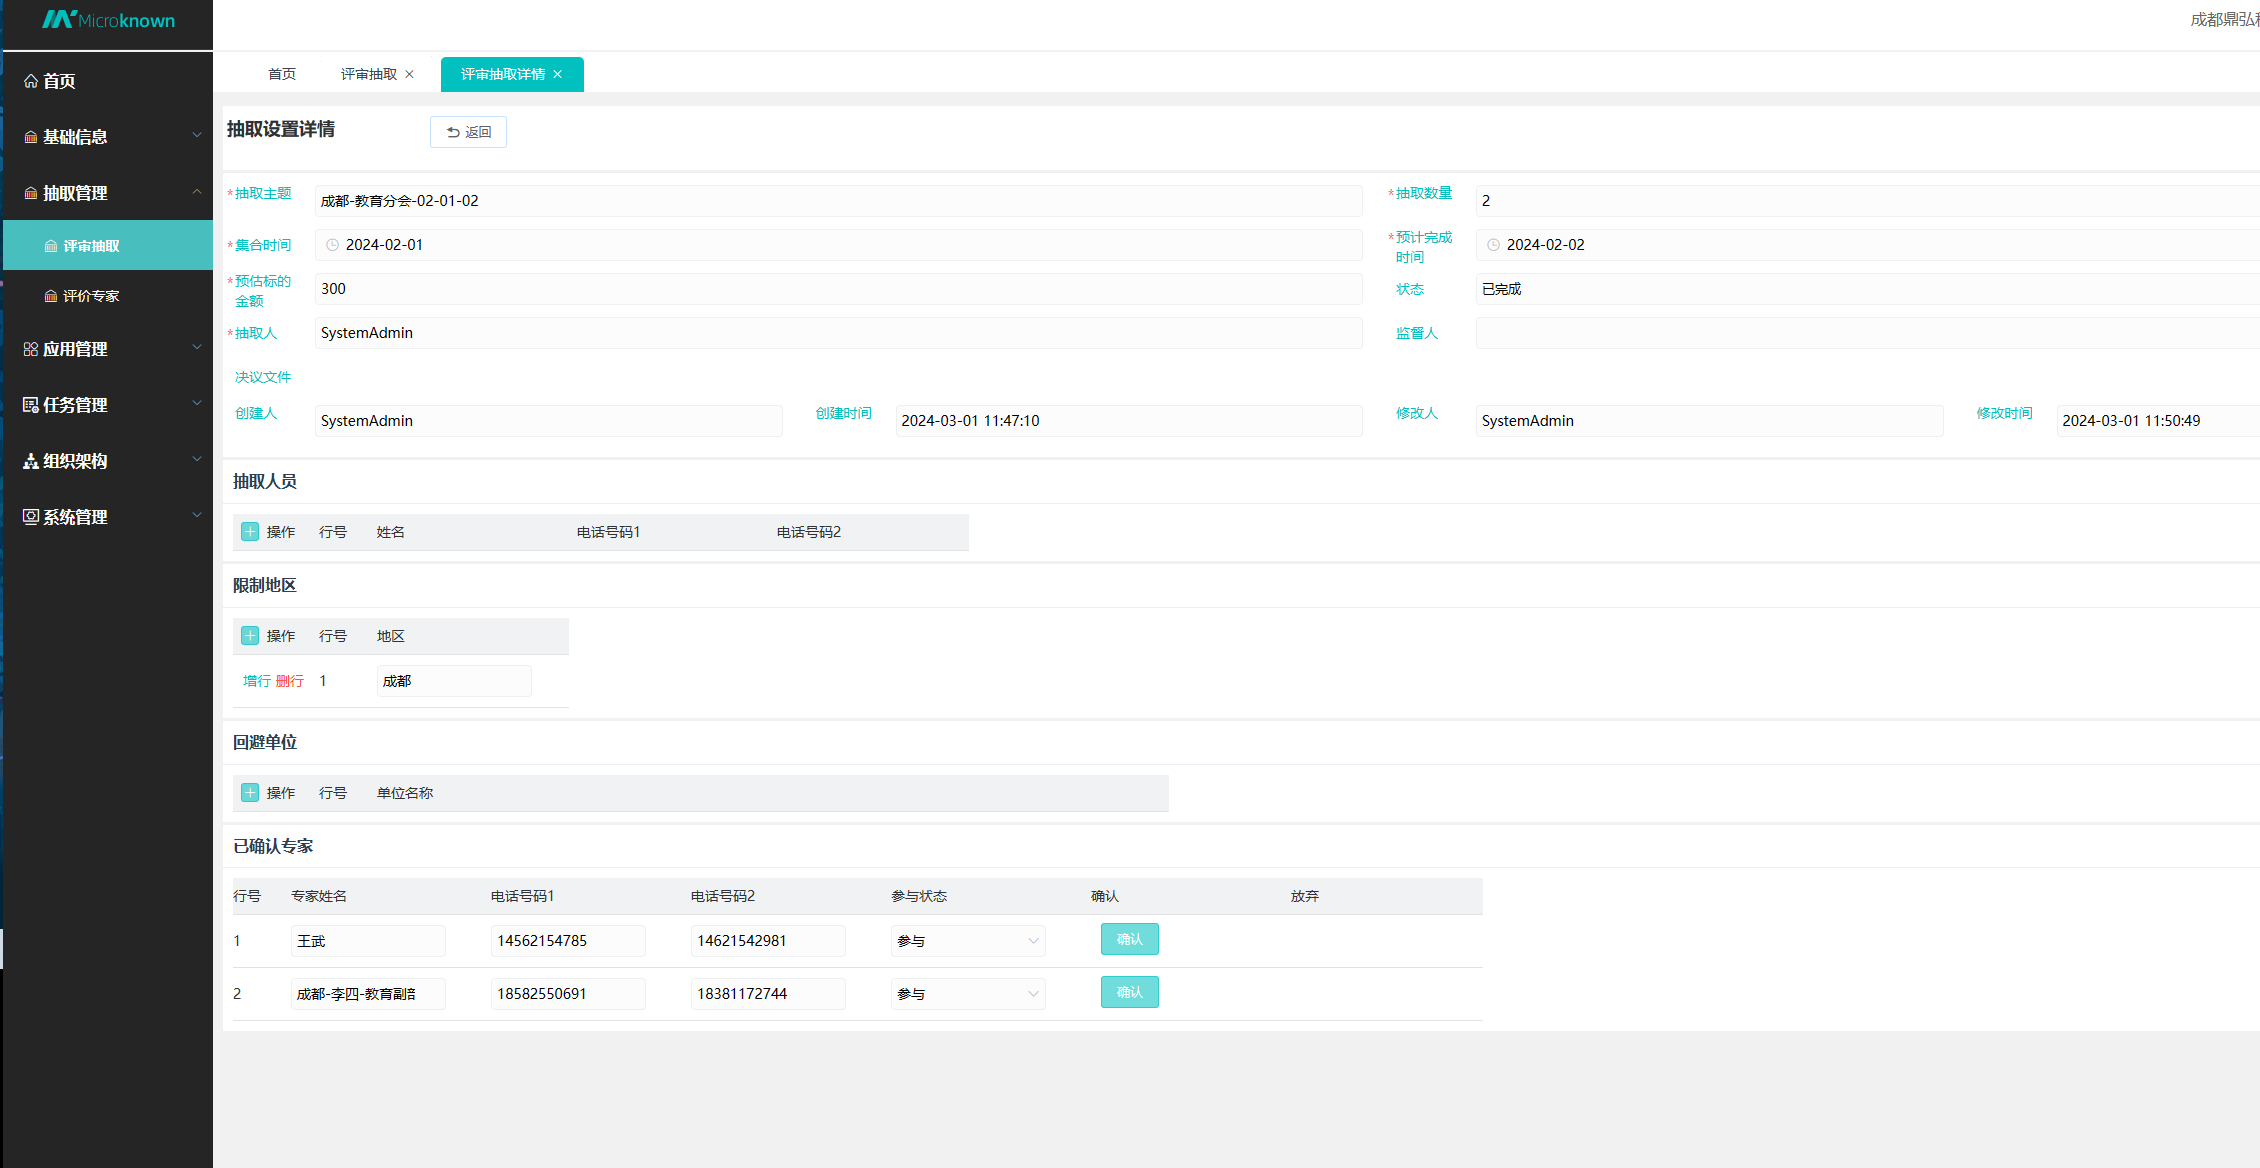 Microknown
成都鼎弘
首页
基础信息
抽取管理
评审抽取
评价专家
应用管理
任务管理
组织架构
系统管理
首页 评审抽取 × 评审抽取详情 ×
抽取设置详情 返回
*抽取主题 成都-教育分会-02-01-02 *抽取数量 2
*集合时间 2024-02-01 *预计完成时间 2024-02-02
*预估标的金额 300 状态 已完成
*抽取人 SystemAdmin 监督人
决议文件
创建人 SystemAdmin 创建时间 2024-03-01 11:47:10 修改人 SystemAdmin 修改时间 2024-03-01 11:50:49
抽取人员
操作 行号 姓名 电话号码1 电话号码2
限制地区
操作 行号 地区
增行 删行 1 成都
回避单位
操作 行号 单位名称
已确认专家
行号 专家姓名 电话号码1 电话号码2 参与状态 确认 放弃
1 王武 14562154785 14621542981 参与 确认
2 成都-李四-教育副 18582550691 18381172744 参与 确认